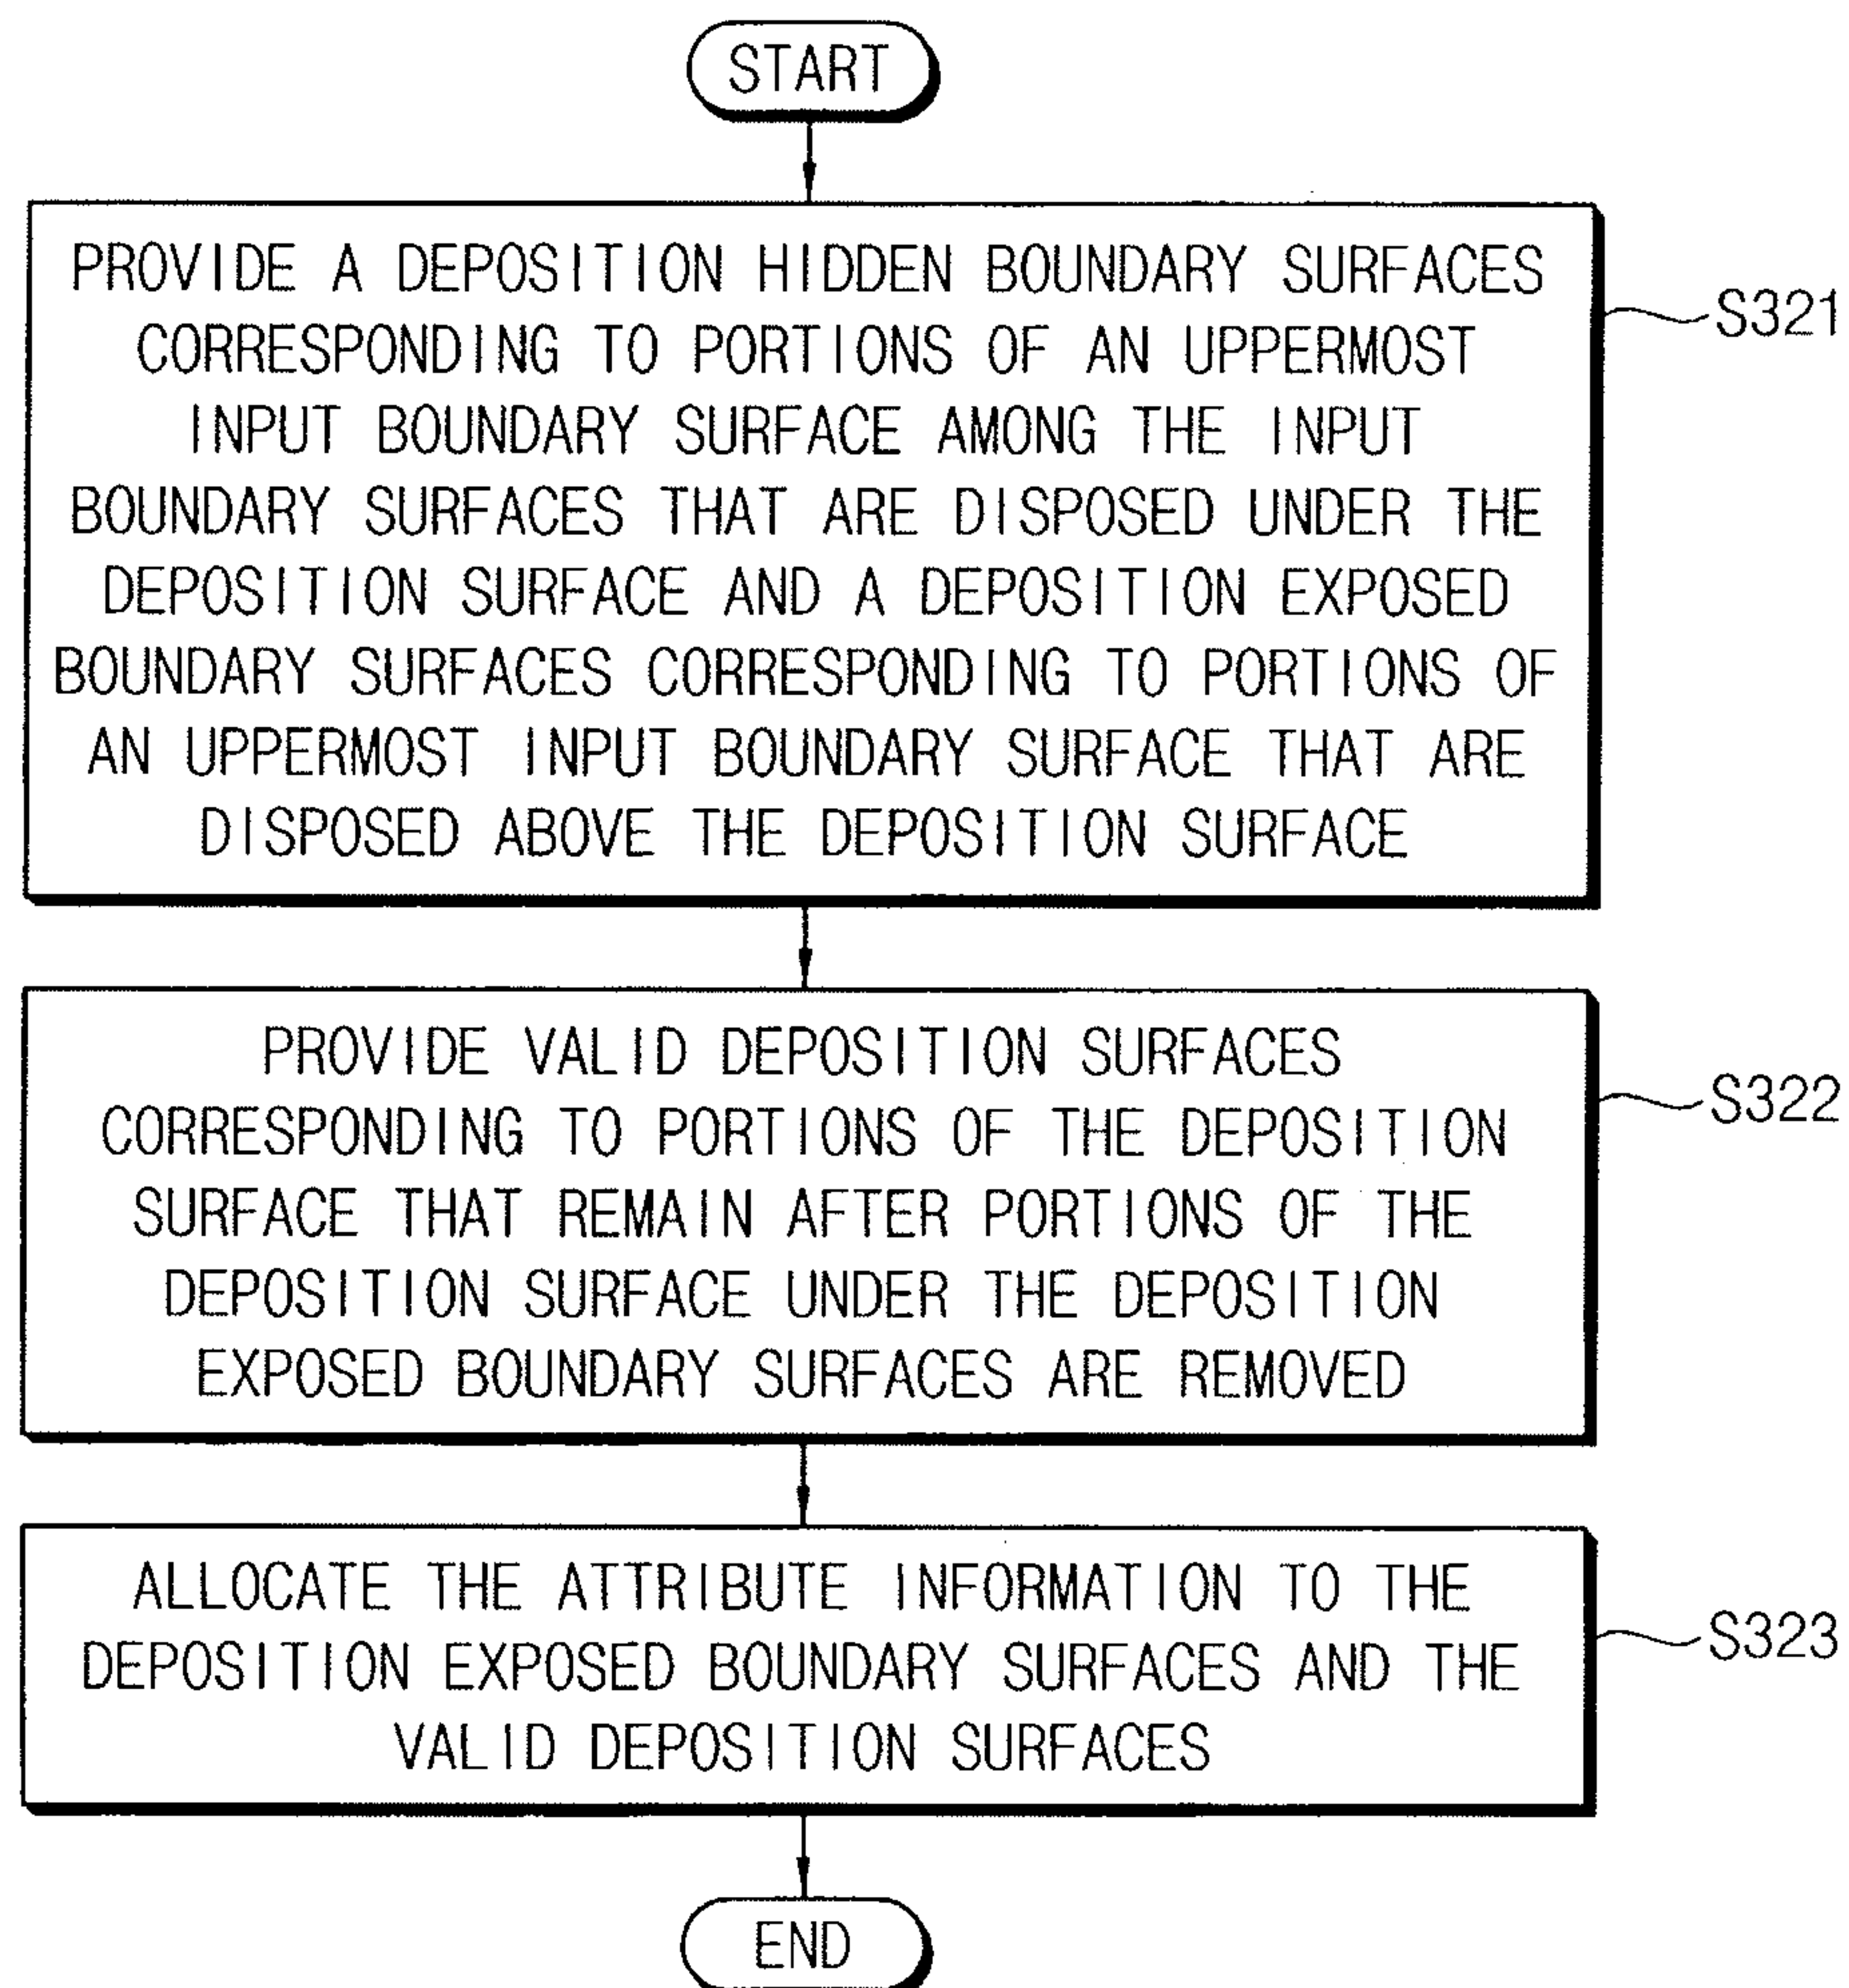 START
PROVIDE A DEPOSITION HIDDEN BOUNDARY SURFACES
CORRESPONDING TO PORTIONS OF AN UPPERMOST
INPUT BOUNDARY SURFACE AMONG THE INPUT
BOUNDARY SURFACES THAT ARE DISPOSED UNDER THE
DEPOSITION SURFACE AND A DEPOSITION EXPOSED
BOUNDARY SURFACES CORRESPONDING TO PORTIONS OF
AN UPPERMOST INPUT BOUNDARY SURFACE THAT ARE
DISPOSED ABOVE THE DEPOSITION SURFACE
S321
PROVIDE VALID DEPOSITION SURFACES
CORRESPONDING TO PORTIONS OF THE DEPOSITION
SURFACE THAT REMAIN AFTER PORTIONS OF THE
DEPOSITION SURFACE UNDER THE DEPOSITION
EXPOSED BOUNDARY SURFACES ARE REMOVED
S322
ALLOCATE THE ATTRIBUTE INFORMATION TO THE
DEPOSITION EXPOSED BOUNDARY SURFACES AND THE
VALID DEPOSITION SURFACES
S323
END